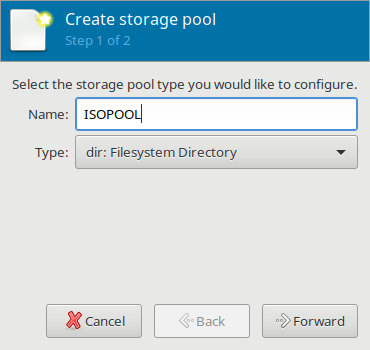 Create storage pool
Step 1 of 2
Select the storage pool type you would like to configure.
Name: ISOPOOL
Type: dir: Filesystem Directory
Cancel Back Forward